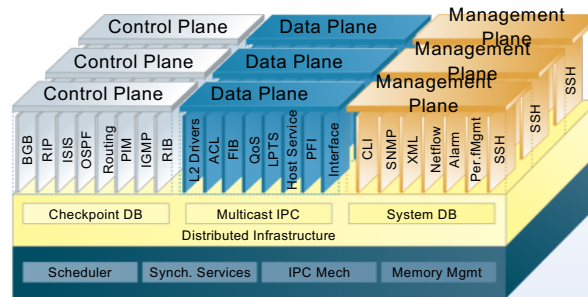 Control Plane Data Plane Management Plane
Control Plane Data Plane Management Plane
Control Plane Data Plane Management Plane
SSH
SSH
BGB RIP ISIS OSPF Routing PIM IGMP RIB L2 Drivers ACL FIB QoS LPTS Host Service PFI Interface CLI SNMP XML Netflow Alarm Per.fMgmt SSH
Checkpoint DB Multicast IPC System DB
Distributed Infrastructure
Scheduler Synch. Services IPC Mech Memory Mgmt